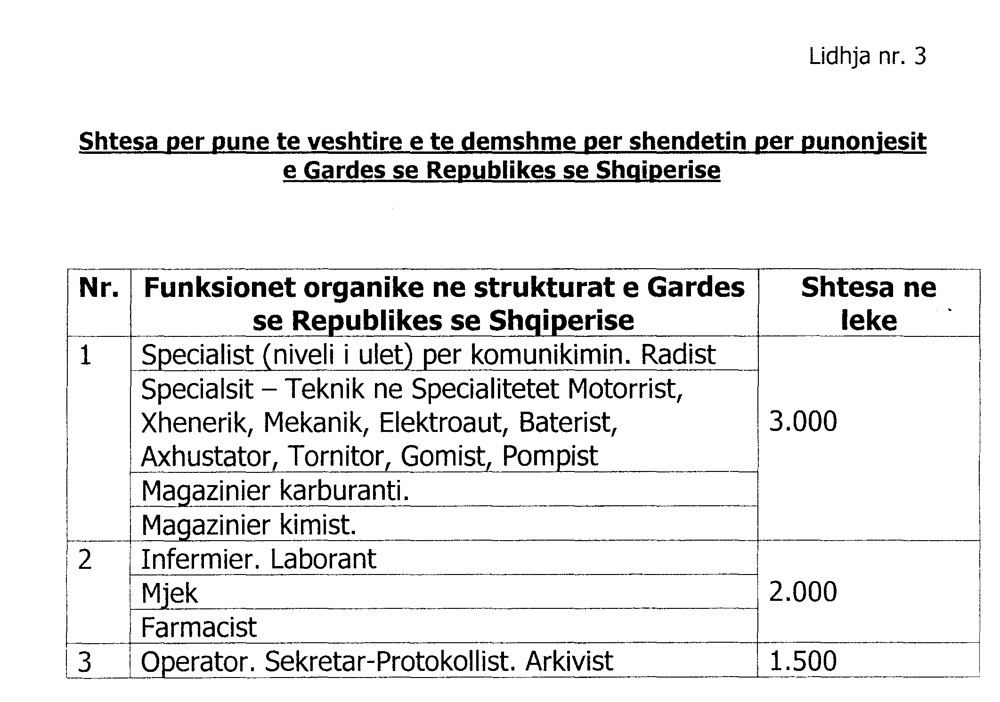 Lidhja nr. 3
Shtesa per pune te veshtire e te demshme per shendetin per punonjesit
e Gardes se Republikes se Shqiperise
Nr.
Funksionet organike ne strukturat e Gardes
se Republikes se Shqiperise
Shtesa ne
leke
1
Specialist (niveli i ulet) per komunikimin. Radist
Specialsit – Teknik ne Specialitetet Motorrist,
Xhenerik, Mekanik, Elektroaut, Baterist,
Axhustator, Tornitor, Gomist, Pompist
Magazinier karburanti.
Magazinier kimist.
3.000
2
Infermier. Laborant
Mjek
Farmacist
2.000
3
Operator. Sekretar-Protokollist. Arkivist
1.500